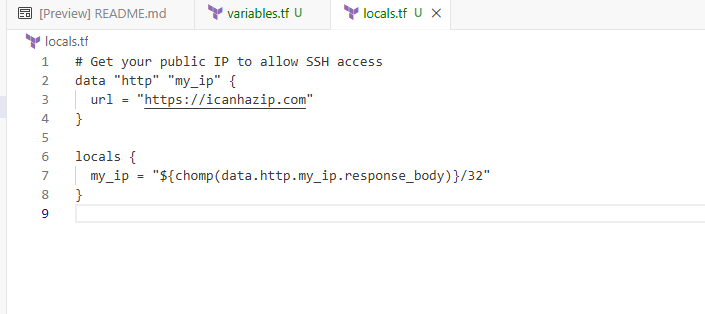 [Preview] README.md variables.tf U locals.tf U
locals.tf
1 # Get your public IP to allow SSH access
2 data "http" "my_ip" {
3 url = "https://icanhazip.com"
4 }
5
6 locals {
7 my_ip = "${chomp(data.http.my_ip.response_body)}/32"
8 }
9